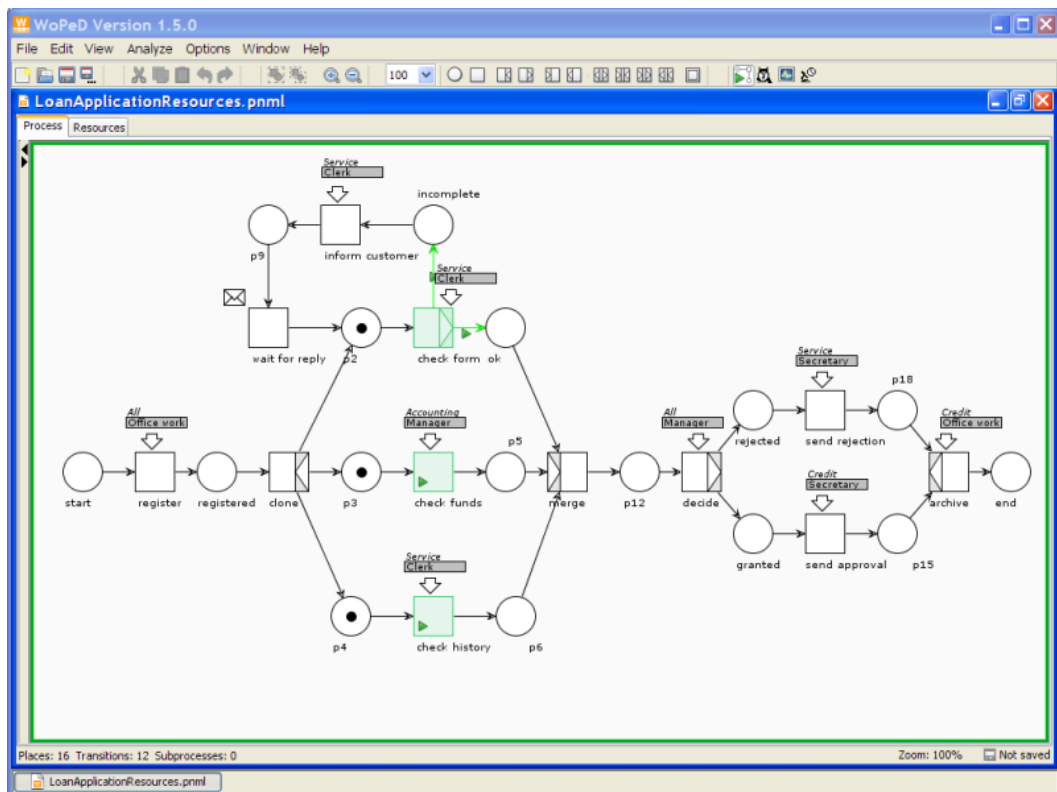 WoPeD Version 1.5.0
File Edit View Analyze Options Window Help
100
LoanApplicationResources.pnml
Process Resources
Service
Clerk
incomplete
p9
inform customer
Service
Clerk
wait for reply
p2
check form
ok
Service
Secretary
p18
All
Office work
Accounting
Manager
p5
All
Manager
rejected
send rejection
Credit
Office work
start
register
registered
clone
p3
check funds
merge
p12
decide
Credit
Secretary
archive
end
Service
Clerk
granted
send approval
p15
p4
check history
p6
Places: 16 Transitions: 12 Subprocesses: 0
Zoom: 100%
Not saved
LoanApplicationResources.pnml